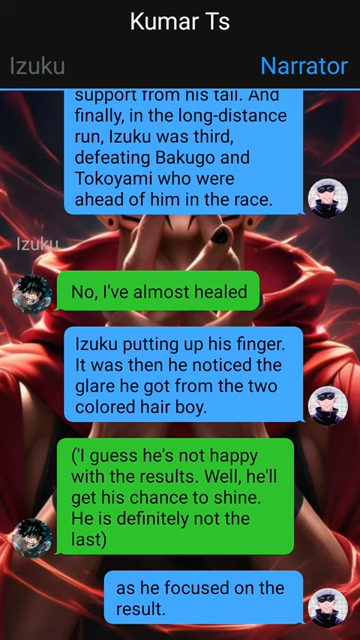 Kumar Ts
Izuku
Narrator
support from his tail. And
finally, in the long-distance
run, Izuku was third,
defeating Bakugo and
Tokoyami who were
ahead of him in the race.
Izuku
No, I've almost healed
Izuku putting up his finger.
It was then he noticed the
glare he got from the two
colored hair boy.
('I guess he's not happy
with the results. Well, he'll
get his chance to shine.
He is definitely not the
last)
as he focused on the
result.